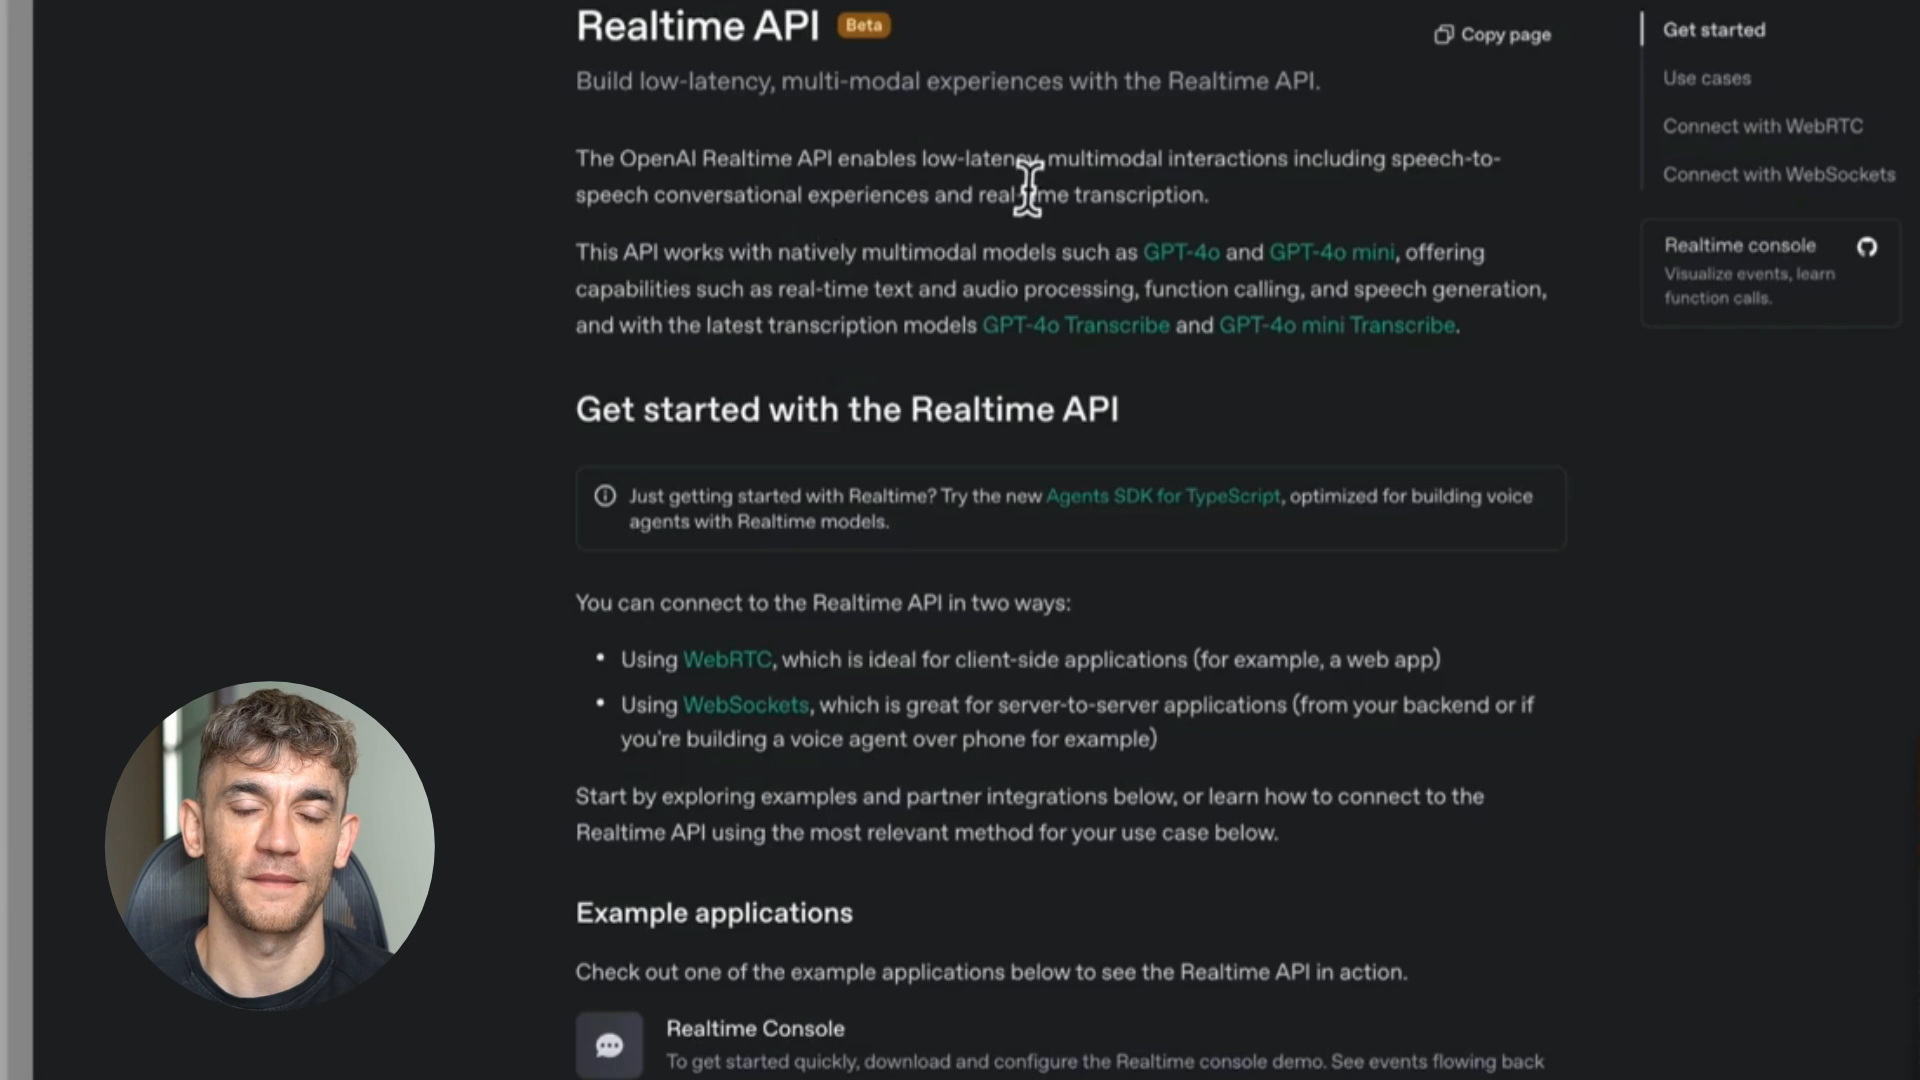 Realtime API Beta
Copy page
Build low-latency, multi-modal experiences with the Realtime API.
The OpenAI Realtime API enables low-latency, multimodal interactions including speech-to-
speech conversational experiences and real-time transcription.
This API works with natively multimodal models such as GPT-4o and GPT-4o mini, offering
capabilities such as real-time text and audio processing, function calling, and speech generation,
and with the latest transcription models GPT-4o Transcribe and GPT-4o mini Transcribe.
Get started with the Realtime API
Just getting started with Realtime? Try the new Agents SDK for TypeScript, optimized for building voice
agents with Realtime models.
You can connect to the Realtime API in two ways:
• Using WebRTC, which is ideal for client-side applications (for example, a web app)
• Using WebSockets, which is great for server-to-server applications (from your backend or if
you're building a voice agent over phone for example)
Start by exploring examples and partner integrations below, or learn how to connect to the
Realtime API using the most relevant method for your use case below.
Example applications
Check out one of the example applications below to see the Realtime API in action.
Realtime Console
To get started quickly, download and configure the Realtime console demo. See events flowing back
Get started
Use cases
Connect with WebRTC
Connect with WebSockets
Realtime console
Visualize events, learn
function calls.